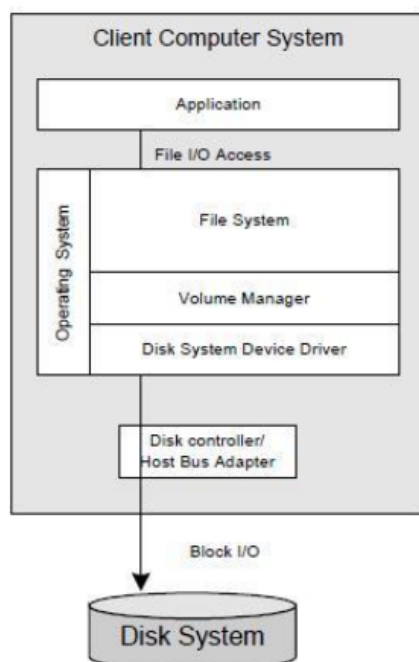 Client Computer System
Application
File I/O Access
Operating System
File System
Volume Manager
Disk System Device Driver
Disk controller/
Host Bus Adapter
Block I/O
Disk System